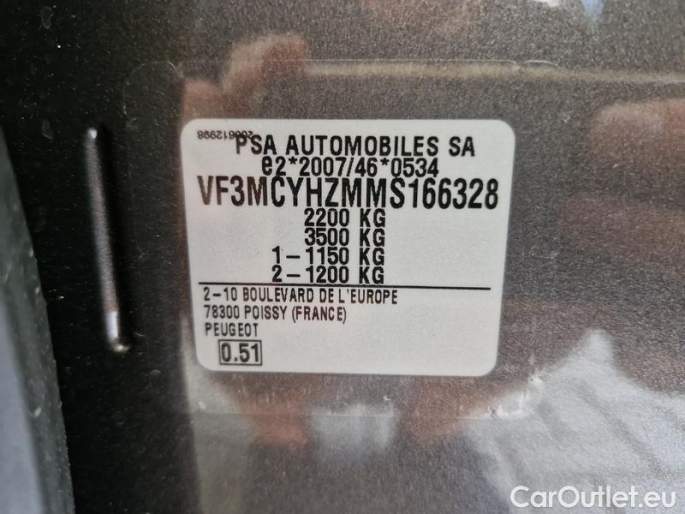 200612998
PSA AUTOMOBILES SA
e2*2007/46*0534
VF3MCYHZMMS166328
2200 KG
3500 KG
1-1150 KG
2-1200 KG
2-10 BOULEVARD DE L'EUROPE
78300 POISSY (FRANCE)
PEUGEOT
0.51
CarOutlet.eu